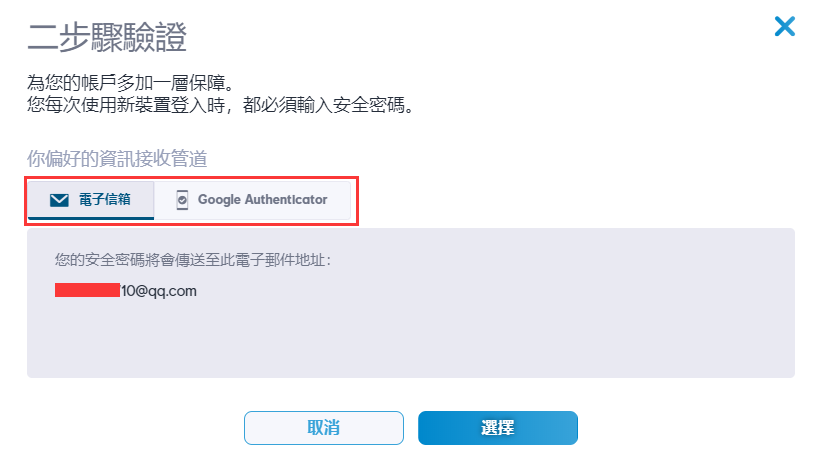 二步驟驗證
為您的帳戶多加一層保障。
您每次使用新裝置登入時，都必須輸入安全密碼。
你偏好的資訊接收管道
電子信箱
Google Authenticator
您的安全密碼將會傳送至此電子郵件地址：
10@qq.com
取消
選擇